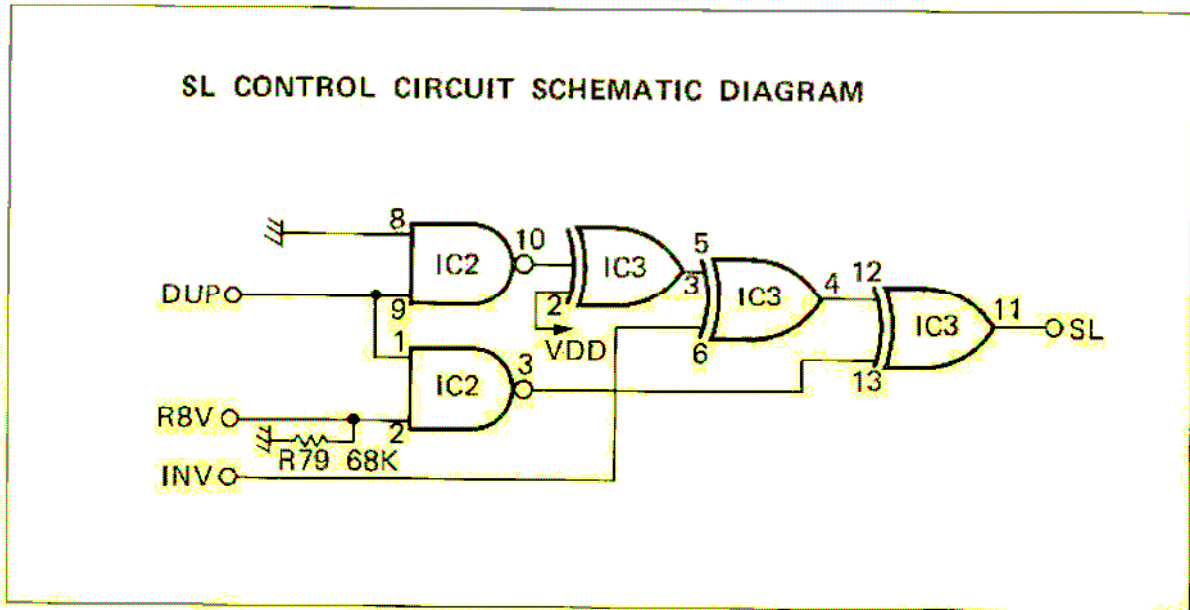 SL CONTROL CIRCUIT SCHEMATIC DIAGRAM
8
IC2
10
9
DUP
IC3
2
VDD
3
5
IC3
6
4
12
IC3
13
11
SL
1
IC2
3
2
R8V
R79 68K
INV